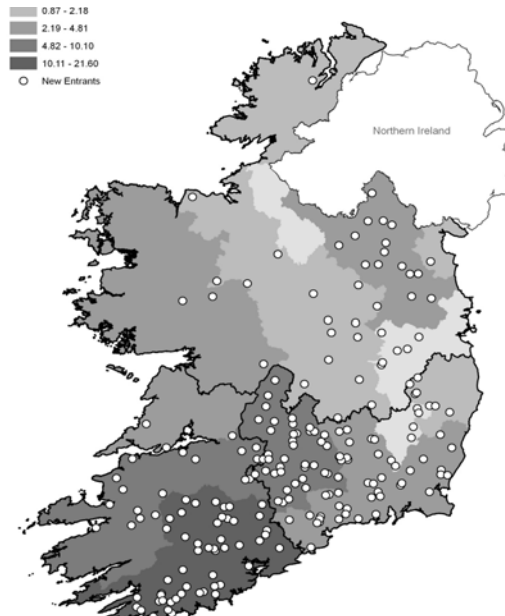 0.87 - 2.18
2.19 - 4.81
4.82 - 10.10
10.11 - 21.60
New Entrants
Northern Ireland